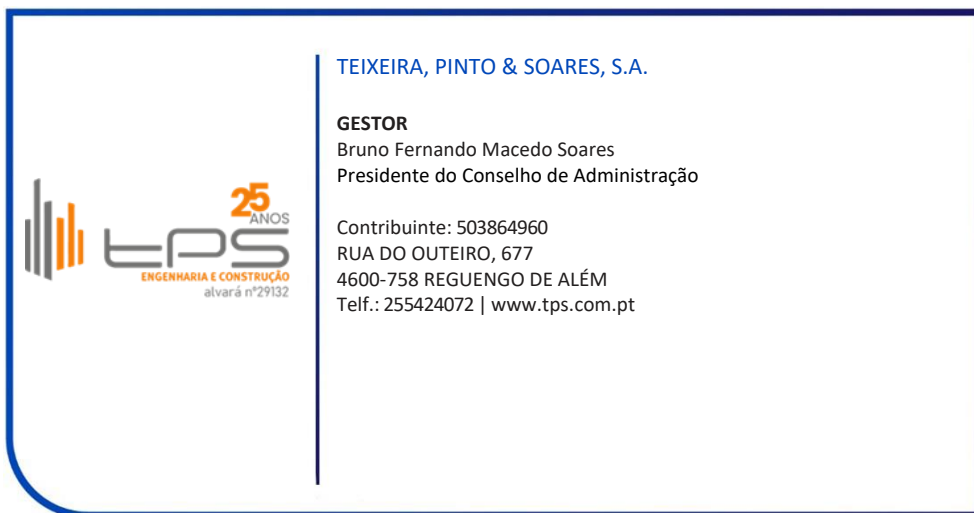 25
ANOS
tps
ENGENHARIA E CONSTRUÇÃO
alvará nº29132
TEIXEIRA, PINTO & SOARES, S.A.
GESTOR
Bruno Fernando Macedo Soares
Presidente do Conselho de Administração
Contribuinte: 503864960
RUA DO OUTEIRO, 677
4600-758 REGUENGO DE ALÉM
Telf.: 255424072 | www.tps.com.pt